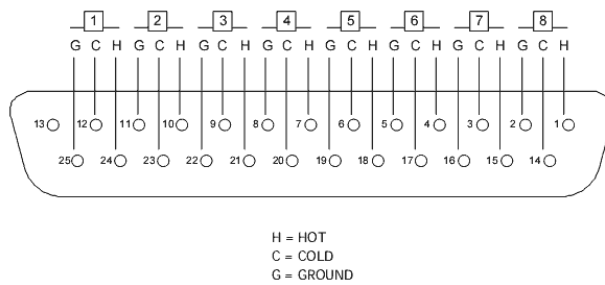 1 2 3 4 5 6 7 8
G C H G C H G C H G C H G C H G C H G C H G C H
13 12 11 10 9 8 7 6 5 4 3 2 1
25 24 23 22 21 20 19 18 17 16 15 14
H = HOT
C = COLD
G = GROUND